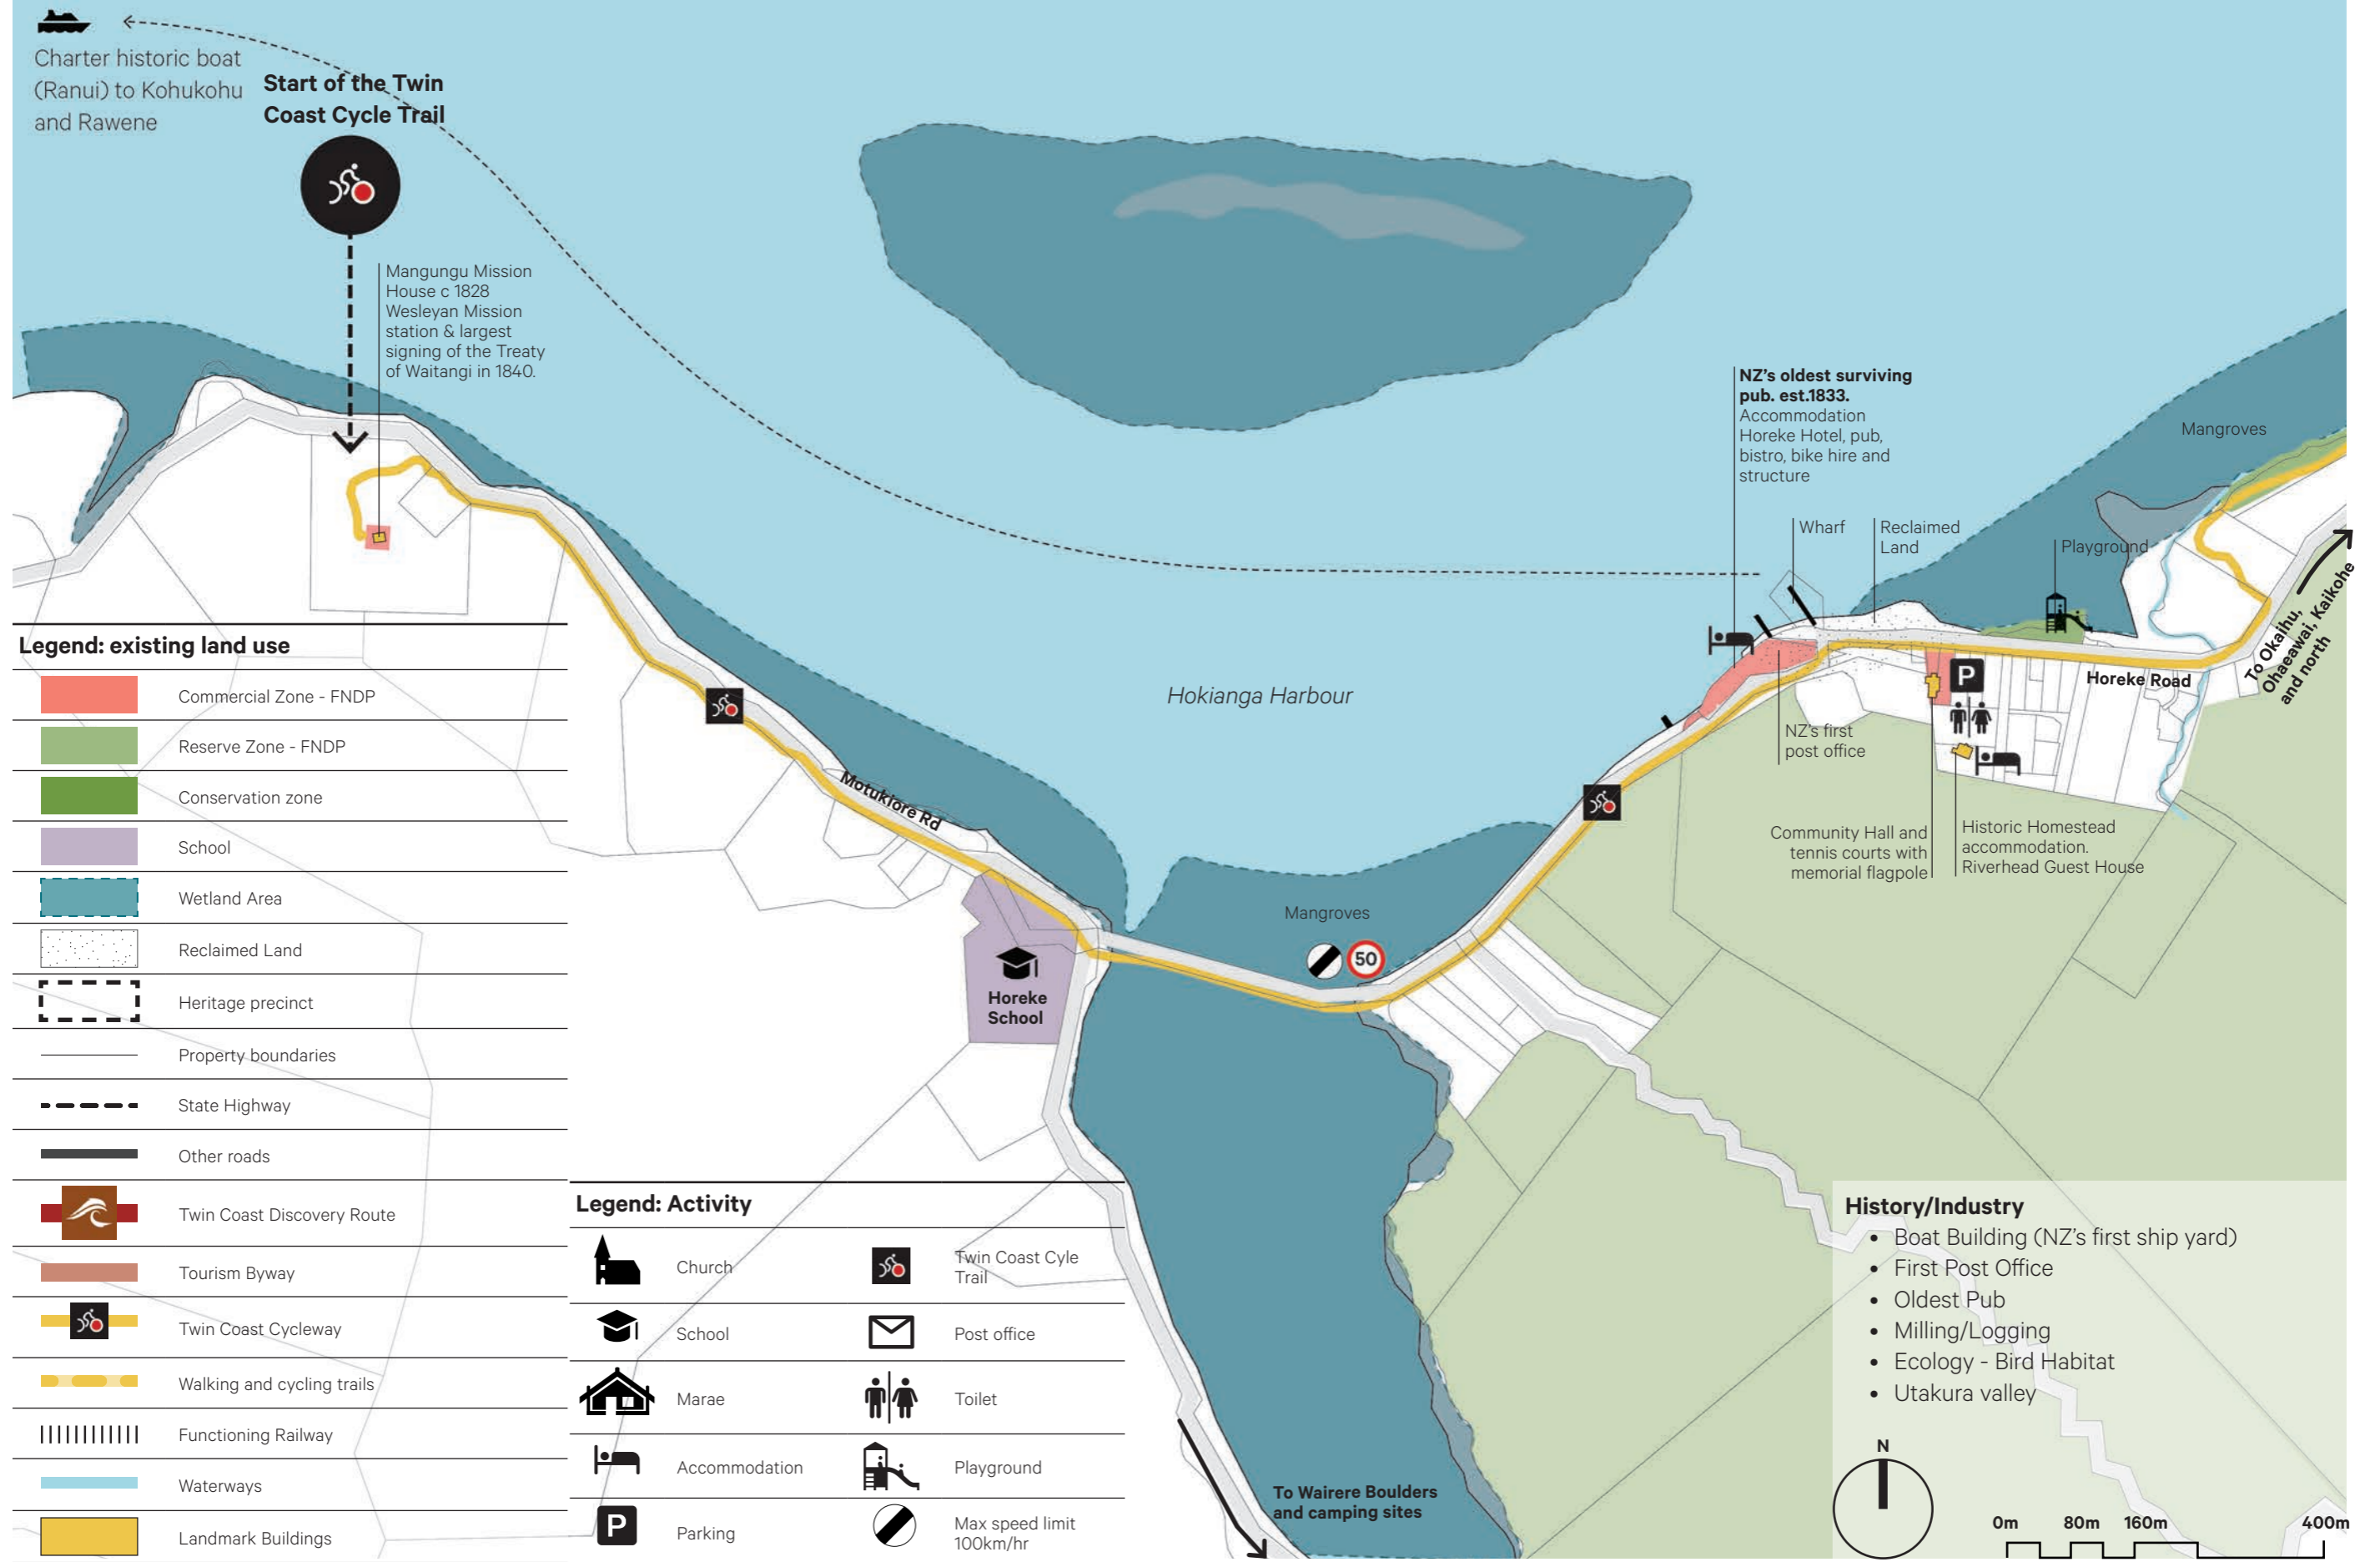 Charter historic boat
(Ranui) to Kohukohu
and Rawene
Start of the Twin
Coast Cycle Trail
Mangungu Mission
House c 1828
Wesleyan Mission
station & largest
signing of the Treaty
of Waitangi in 1840.
NZ's oldest surviving
pub. est.1833.
Accommodation
Horeke Hotel, pub,
bistro, bike hire and
structure
Mangroves
Wharf
Reclaimed
Land
Playground
To Okaihu,
Ohaeawai, Kaikohe
and north
Horeke Road
P
Hokianga Harbour
NZ's first
post office
Community Hall and
tennis courts with
memorial flagpole
Historic Homestead
accommodation.
Riverhead Guest House
Motukiore Rd
Mangroves
50
Horeke
School
To Wairere Boulders
and camping sites
Legend: existing land use
Commercial Zone - FNDP
Reserve Zone - FNDP
Conservation zone
School
Wetland Area
Reclaimed Land
Heritage precinct
Property boundaries
State Highway
Other roads
Twin Coast Discovery Route
Tourism Byway
Twin Coast Cycleway
Walking and cycling trails
Functioning Railway
Waterways
Landmark Buildings
Legend: Activity
Church
Twin Coast Cyle
Trail
School
Post office
Marae
Toilet
Accommodation
Playground
P
Parking
Max speed limit
100km/hr
History/Industry
• Boat Building (NZ's first ship yard)
• First Post Office
• Oldest Pub
• Milling/Logging
• Ecology - Bird Habitat
• Utakura valley
N
0m 80m 160m 400m